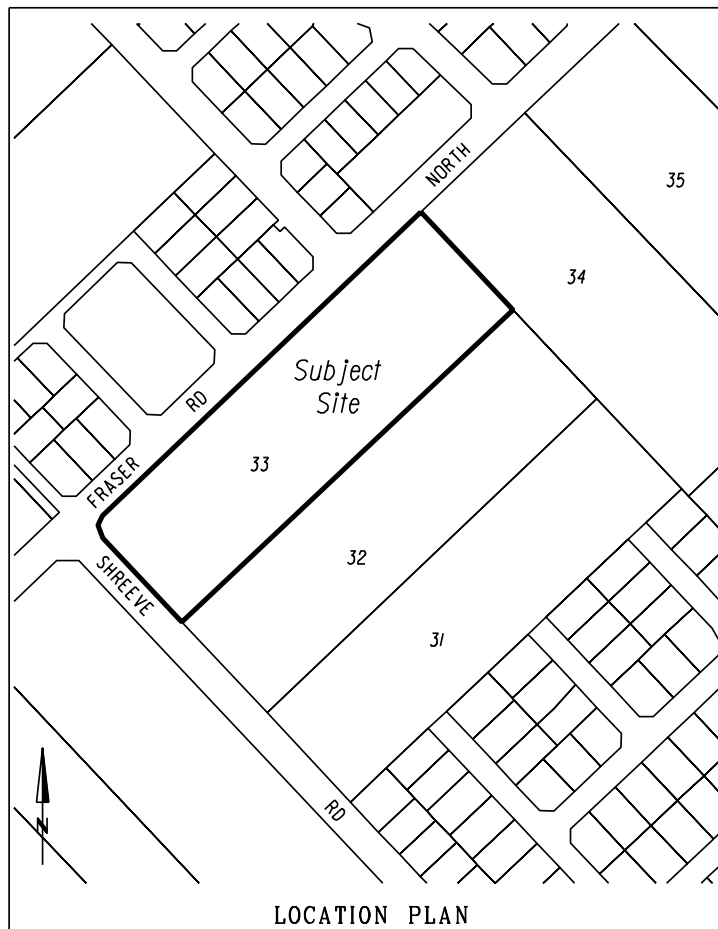 NORTH
35
34
Subject
Site
RD
33
FRASER
SHREEVE
32
31
RD
N
LOCATION PLAN